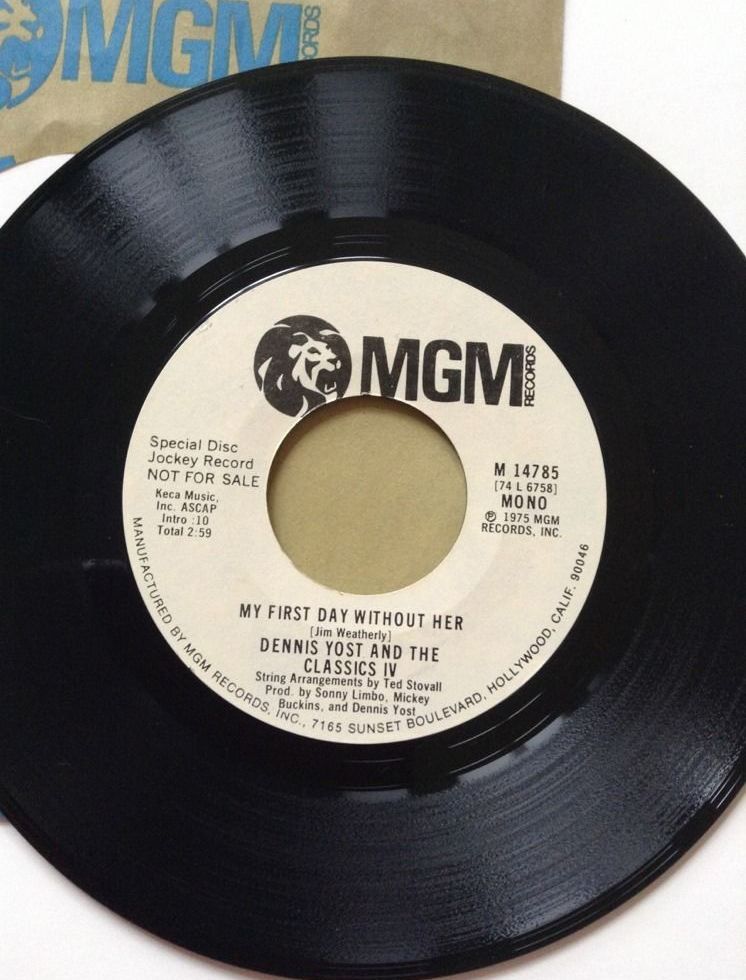 MGM RECORDS
MGM RECORDS
Special Disc
Jockey Record
NOT FOR SALE
Keca Music,
Inc. ASCAP
Intro :10
Total 2:59
M 14785
[74 L 6758]
MONO
Ⓟ 1975 MGM
RECORDS, INC.
MY FIRST DAY WITHOUT HER
[Jim Weatherly]
DENNIS YOST AND THE
CLASSICS IV
String Arrangements by Ted Stovall
Prod. by Sonny Limbo, Mickey
Buckins, and Dennis Yost
MANUFACTURED BY MGM RECORDS, INC., 7165 SUNSET BOULEVARD, HOLLYWOOD, CALIF. 90046